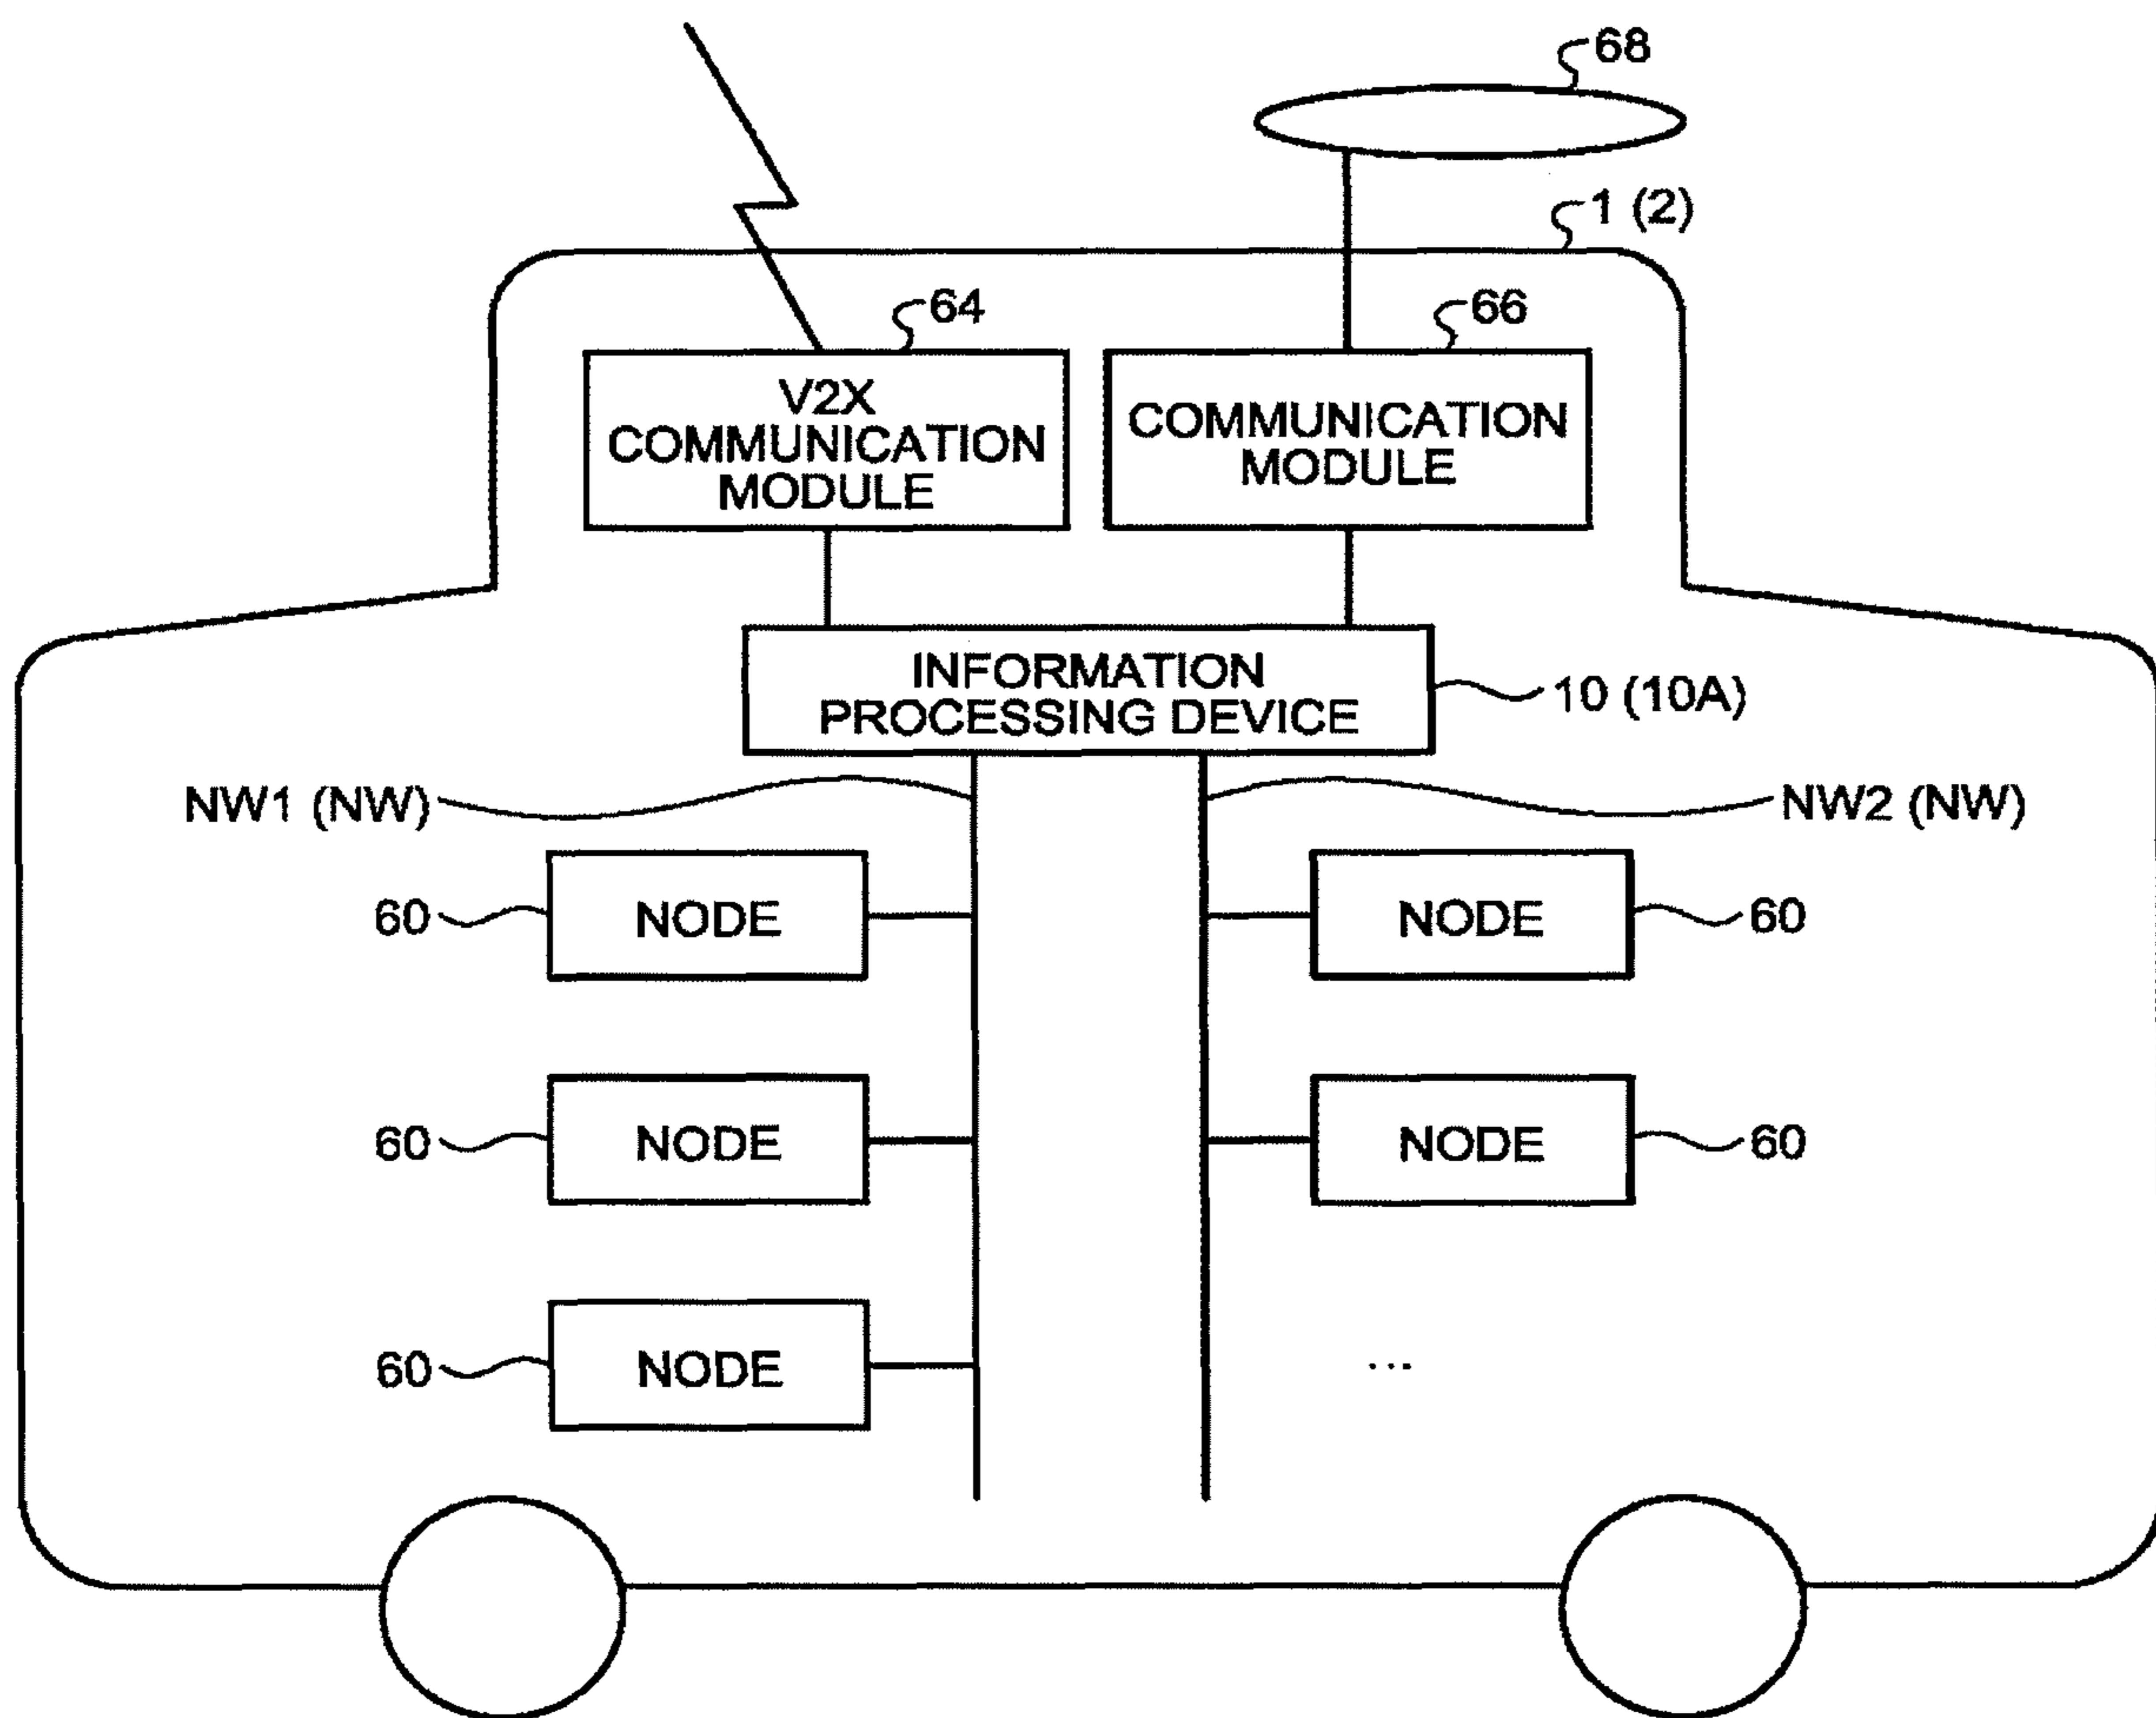 68
1 (2)
64
66
V2X
COMMUNICATION
MODULE
COMMUNICATION
MODULE
INFORMATION
PROCESSING DEVICE
10 (10A)
NW1 (NW)
NW2 (NW)
60
NODE
NODE
60
60
NODE
NODE
60
60
NODE
...